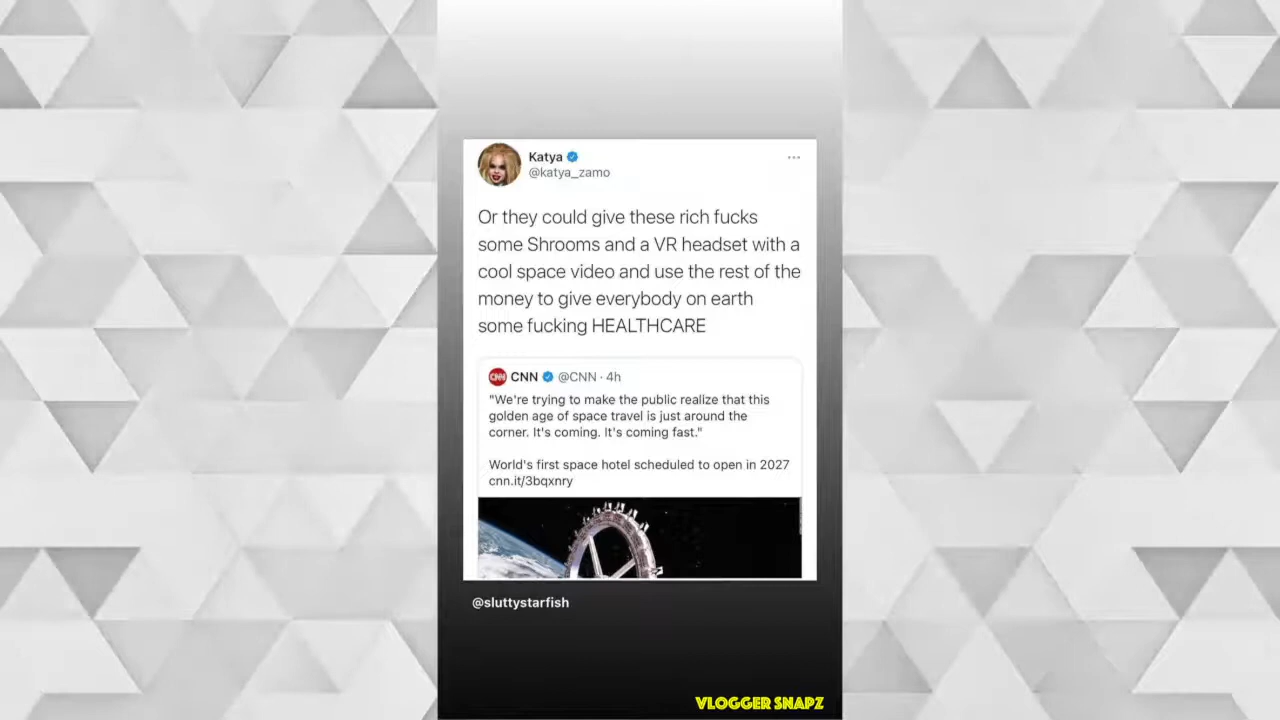 Katya
@katya_zamo
Or they could give these rich fucks
some Shrooms and a VR headset with a
cool space video and use the rest of the
money to give everybody on earth
some fucking HEALTHCARE
CNN CNN @CNN · 4h
"We're trying to make the public realize that this
golden age of space travel is just around the
corner. It's coming. It's coming fast."
World's first space hotel scheduled to open in 2027
cnn.it/3bqxnry
@sluttystarfish
VLOGGER SNAPZ